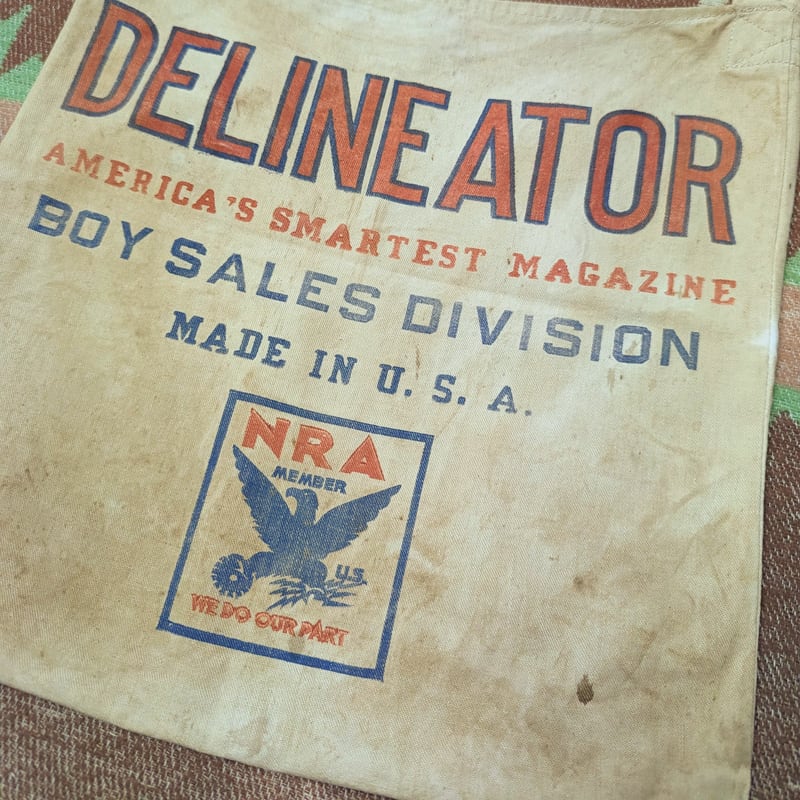 DELINEATOR
AMERICA'S SMARTEST MAGAZINE
BOY SALES DIVISION
MADE IN U. S. A.
NRA
MEMBER
U.S.
WE DO OUR PART